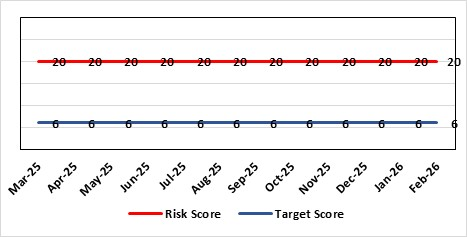 20 20 20 20 20 20 20 20 20 20 20 20
6 6 6 6 6 6 6 6 6 6 6 6
Mar-25 Apr-25 May-25 Jun-25 Jul-25 Aug-25 Sep-25 Oct-25 Nov-25 Dec-25 Jan-26 Feb-26
Risk Score Target Score